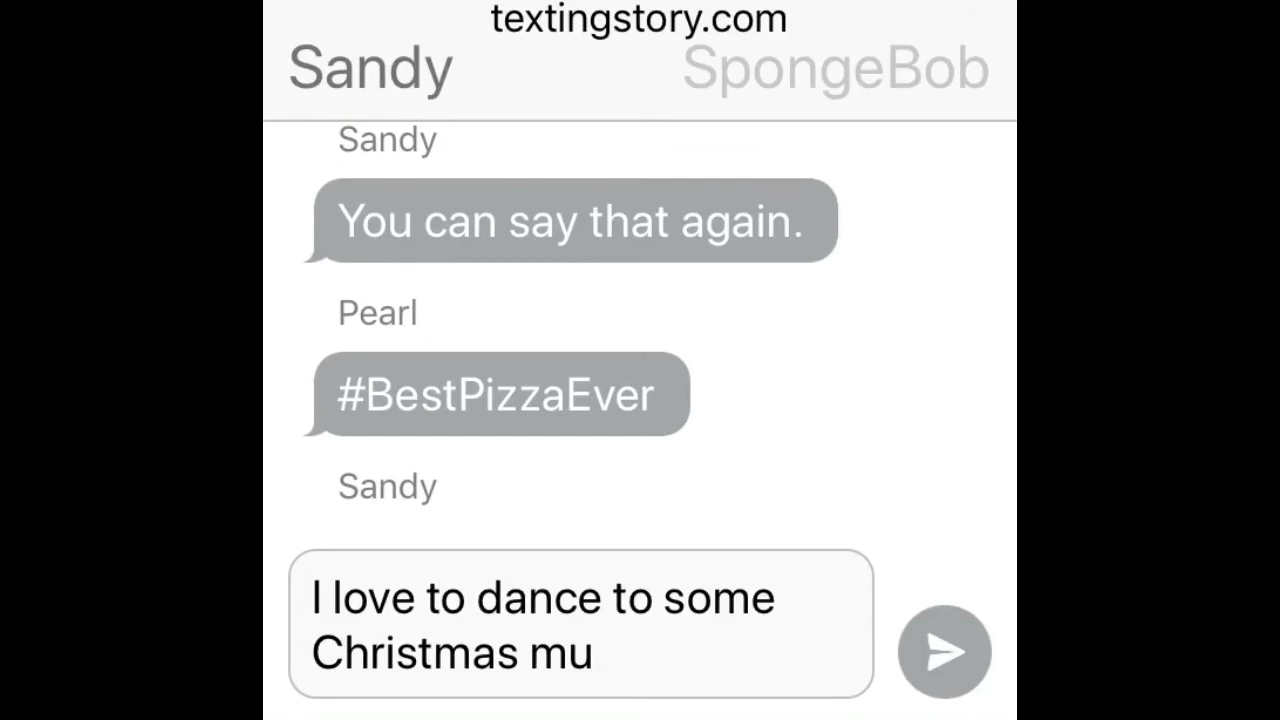 textingstory.com
Sandy SpongeBob
Sandy
You can say that again.
Pearl
#BestPizzaEver
Sandy
I love to dance to some
Christmas mu